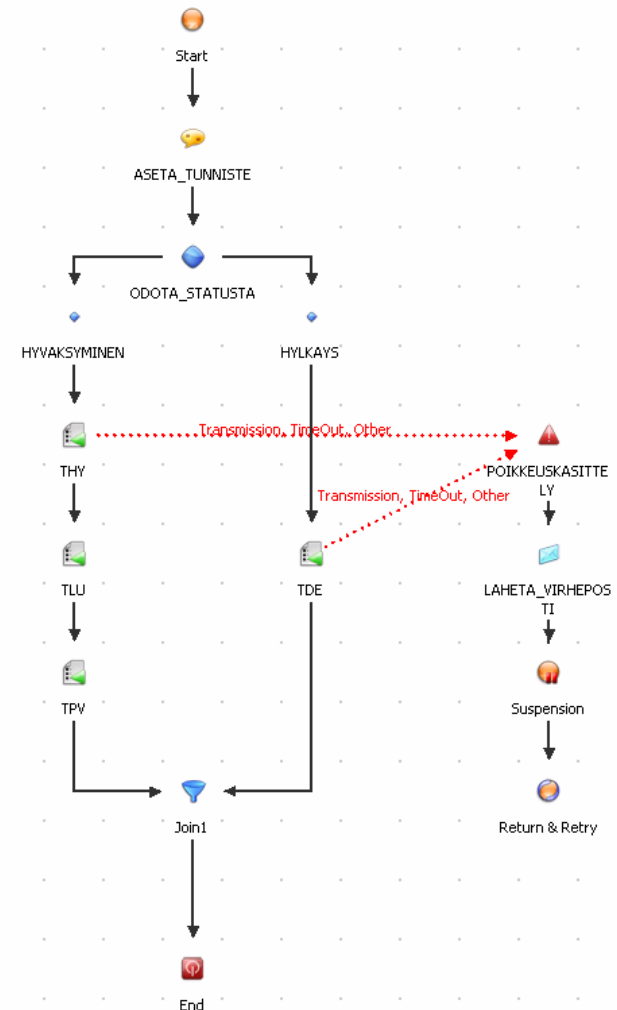 Start
ASETA_TUNNISTE
ODOTA_STATUSTA
HYVAKSYMINEN
HYLKAYS
Transmission, TimeOut, Other
THY
POIKKEUSKASITTE
LY
Transmission, TimeOut, Other
TLU
TDE
LAHETA_VIRHEPOS
TI
TPV
Suspension
Join1
Return & Retry
End